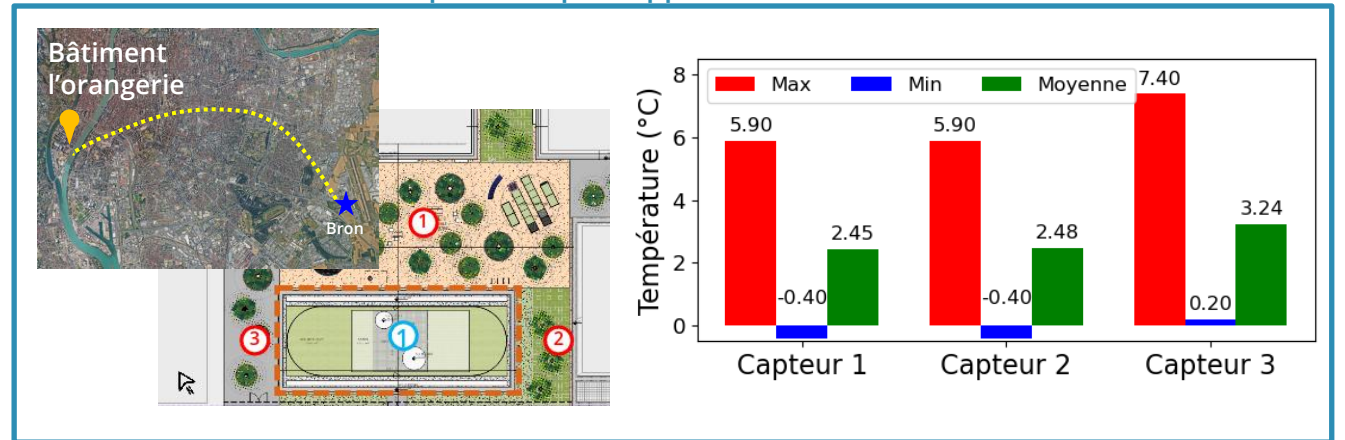 Bâtiment
l'orangerie
Bron
1
3
1
2
Température (°C)
8
6
4
2
0
Max Min Moyenne
5.90 -0.40 2.45
5.90 -0.40 2.48
7.40 0.20 3.24
Capteur 1 Capteur 2 Capteur 3